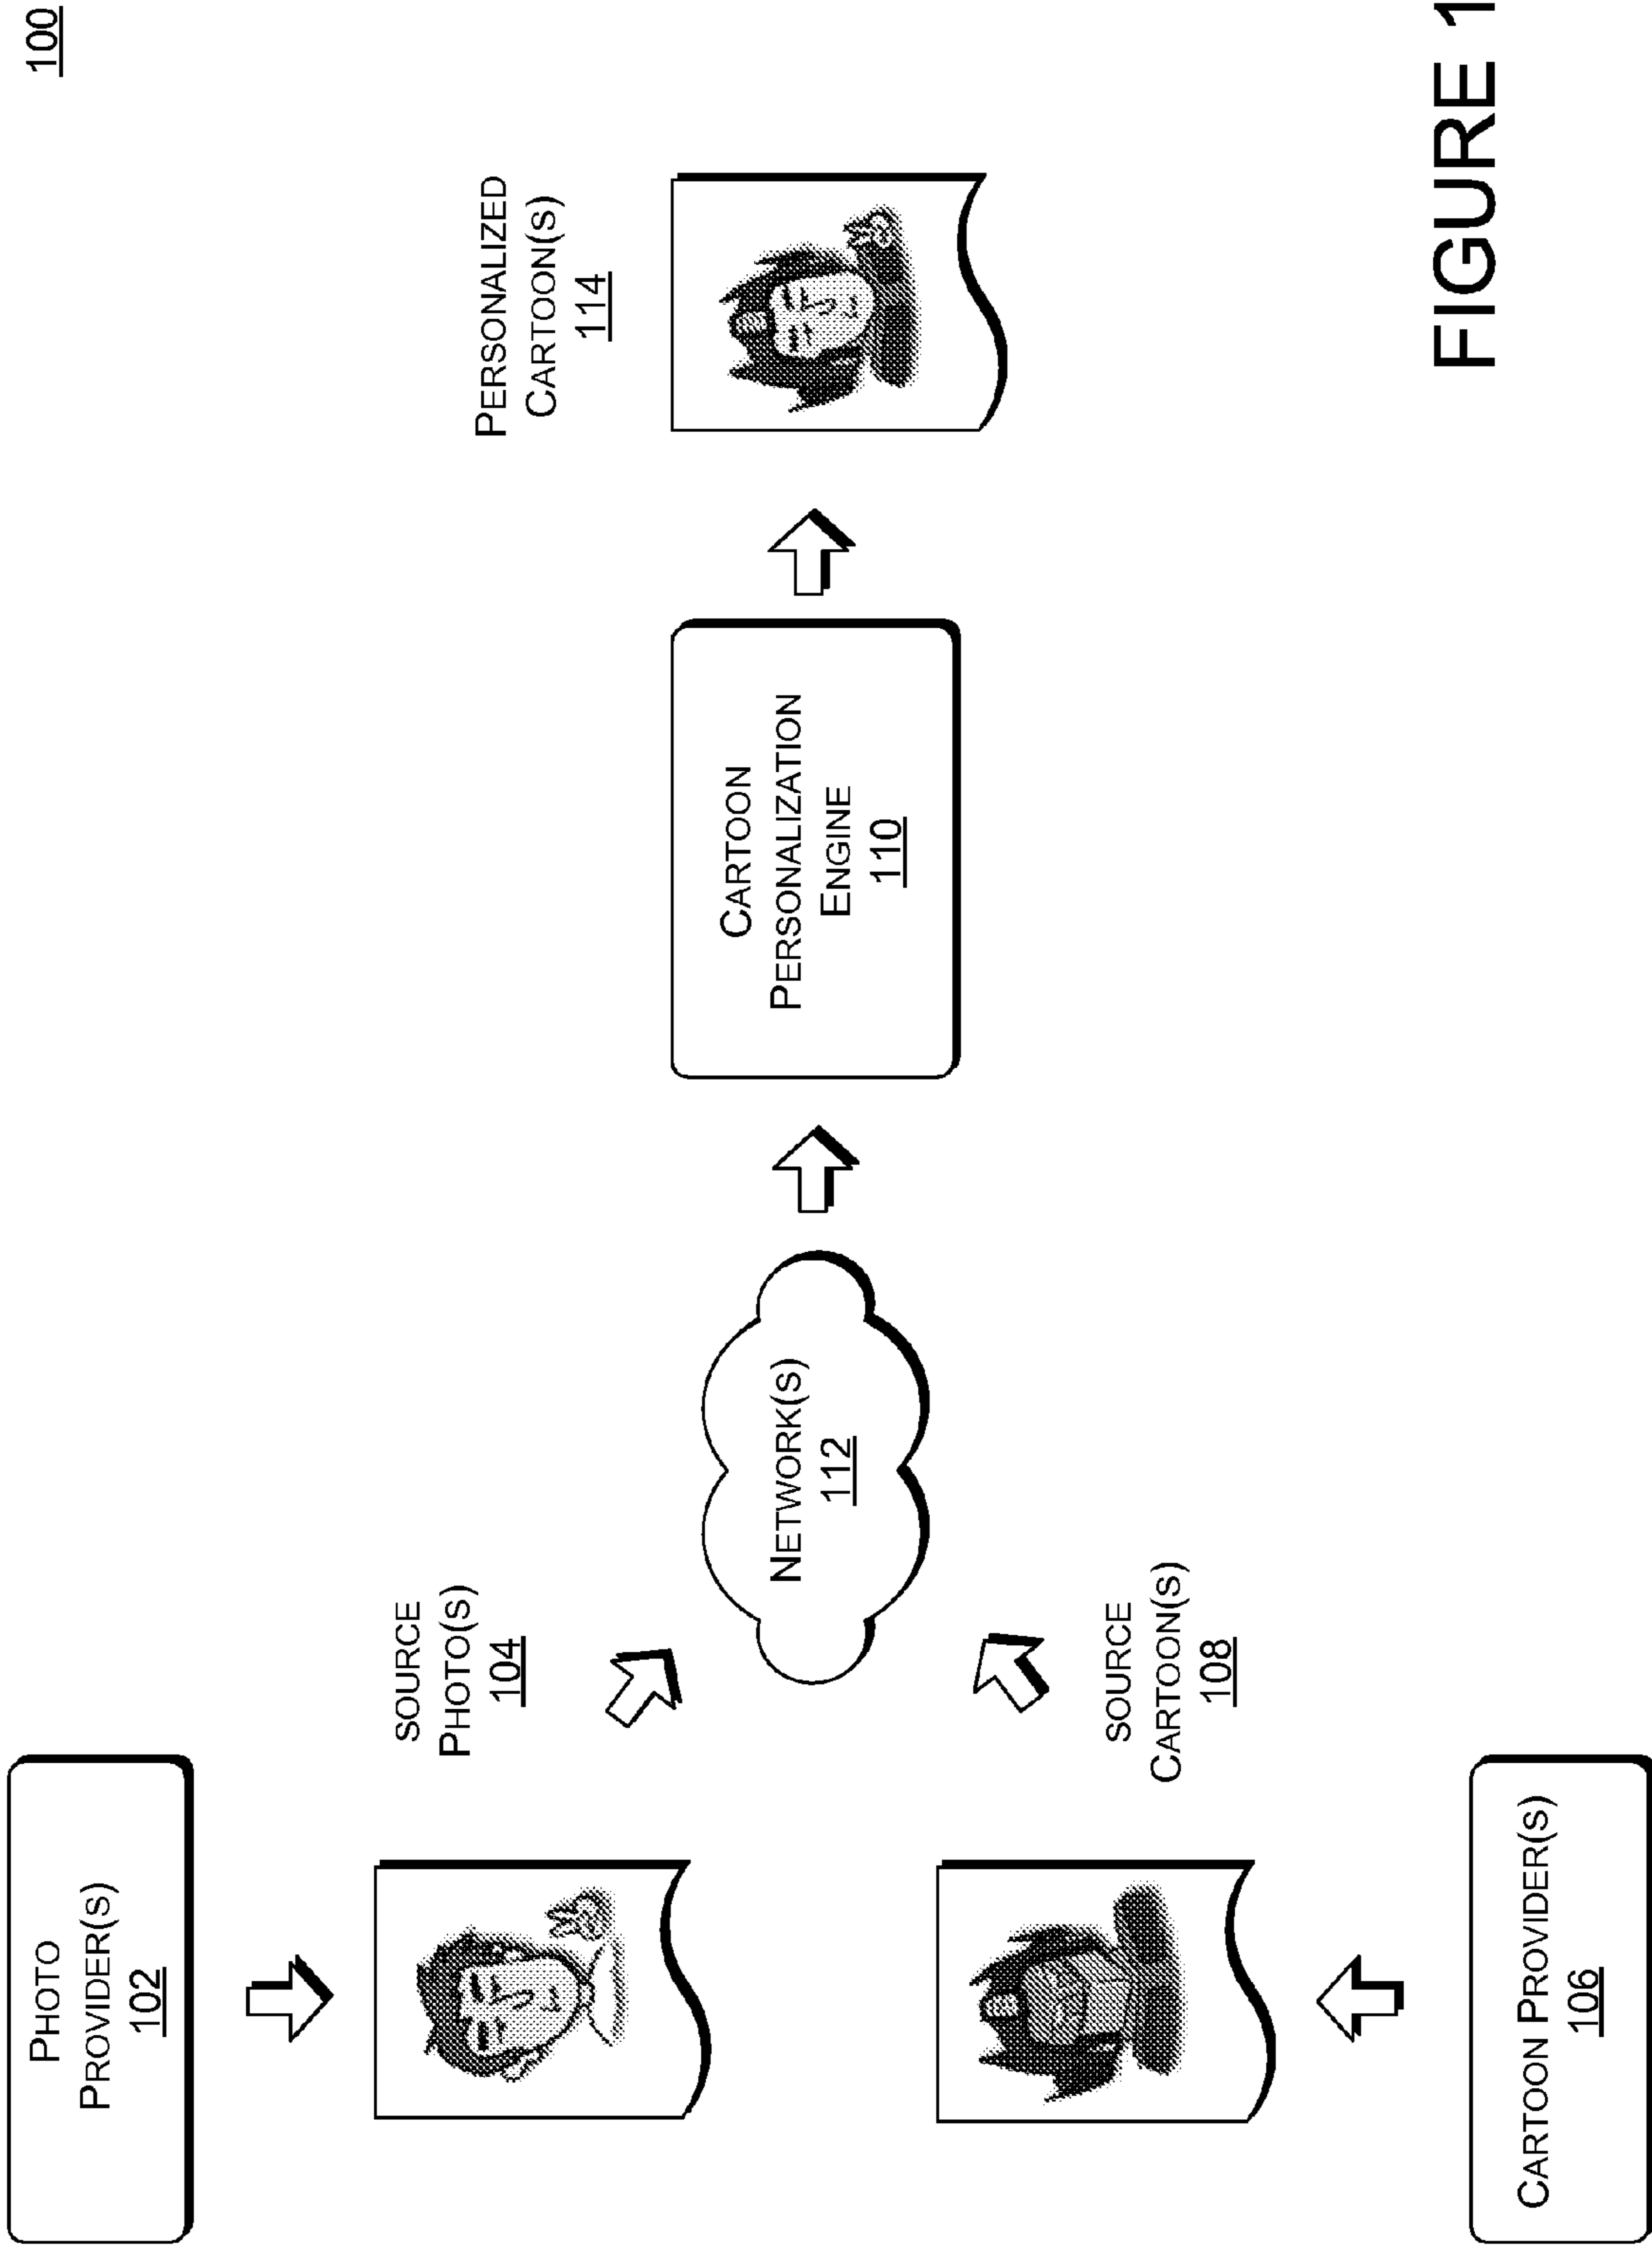 100
PHOTO
PROVIDER(S)
102
SOURCE
PHOTO(S)
104
NETWORK(S)
112
CARTOON
PERSONALIZATION
ENGINE
110
PERSONALIZED
CARTOON(S)
114
SOURCE
CARTOON(S)
108
CARTOON PROVIDER(S)
106
FIGURE 1